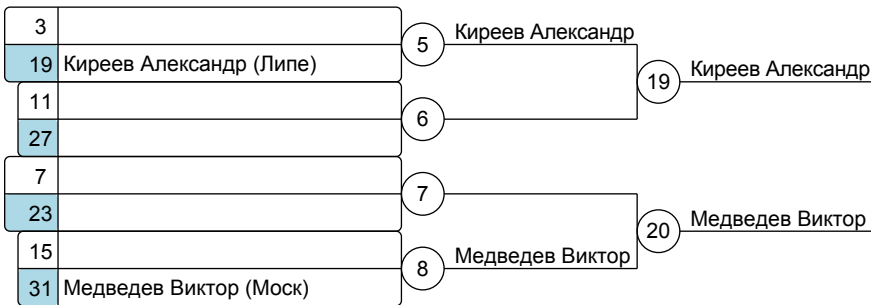 3
5 Киреев Александр
19 Киреев Александр (Липе)
19 Киреев Александр
11
6
27
7
7
23
20 Медведев Виктор
15
8 Медведев Виктор
31 Медведев Виктор (Моск)